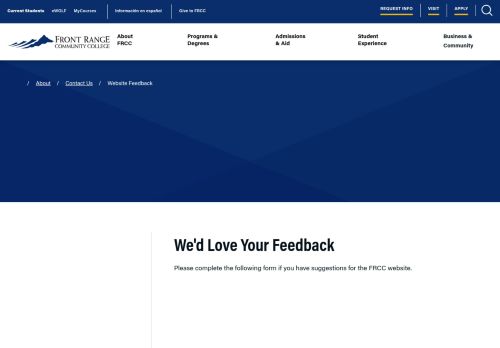 Current Students eWOLF MyCourses Información en español Give to FRCC REQUEST INFO VISIT APPLY
FRONT RANGE
COMMUNITY COLLEGE
About
FRCC
Programs &
Degrees
Admissions
& Aid
Student
Experience
Business &
Community
/ About / Contact Us / Website Feedback
We'd Love Your Feedback
Please complete the following form if you have suggestions for the FRCC website.